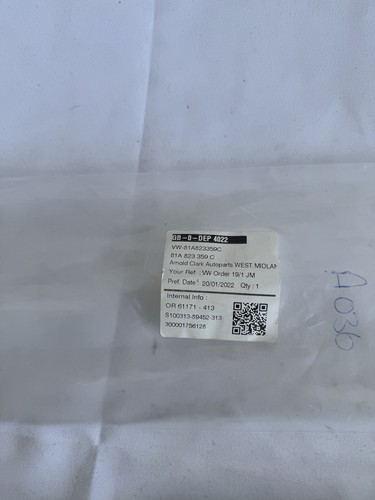 GB-0-DEP 4022
VW-81A823359C
81A 823 359 C
Arnold Clark Autoparts WEST MIDLAN
Your Ref. : VW Order 19/1 JM
Pref. Date : 20/01/2022 Qty : 1
Internal Info :
OR 61171 - 413
S100313-59452-313
300001756128
A036